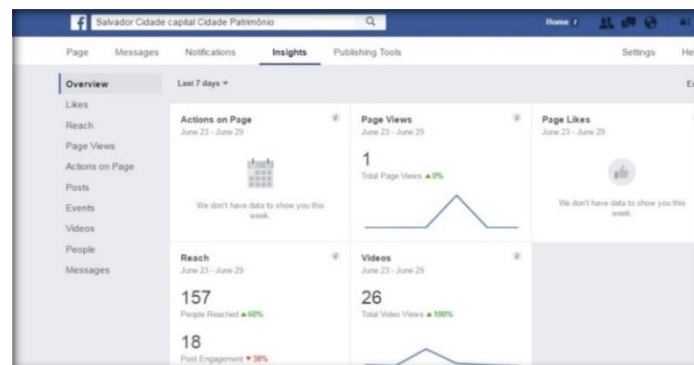 Salvador Cidade capital Cidade Patrimônio
Home 7
Page Messages Notifications Insights Publishing Tools Settings
Overview
Likes
Reach
Page Views
Actions on Page
Posts
Events
Videos
People
Messages
Last 7 days
Actions on Page
June 23 - June 29
We don't have data to show you this
week.
Page Views
June 23 - June 29
1
Total Page Views ▲0%
Page Likes
June 23 - June 29
We don't have data to show you this
week.
Reach
June 23 - June 29
157
People Reached ▲60%
18
Post Engagement ▼38%
Videos
June 23 - June 29
26
Total Video Views ▲100%